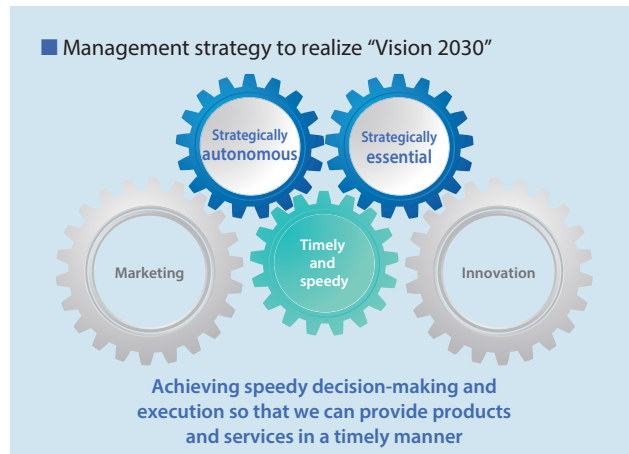 Management strategy to realize “Vision 2030”
Strategically
autonomous
Strategically
essential
Marketing
Timely
and
speedy
Innovation
Achieving speedy decision-making and
execution so that we can provide products
and services in a timely manner